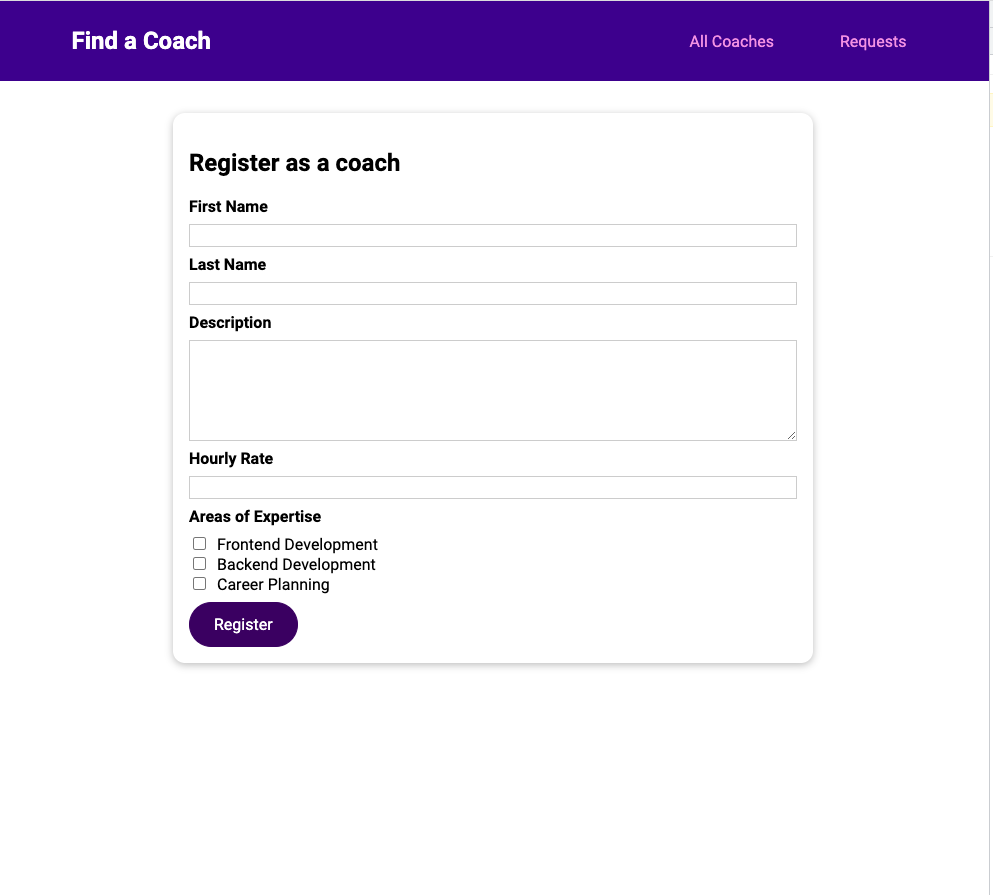 Find a Coach
All Coaches
Requests
Register as a coach
First Name
Last Name
Description
Hourly Rate
Areas of Expertise
Frontend Development
Backend Development
Career Planning
Register